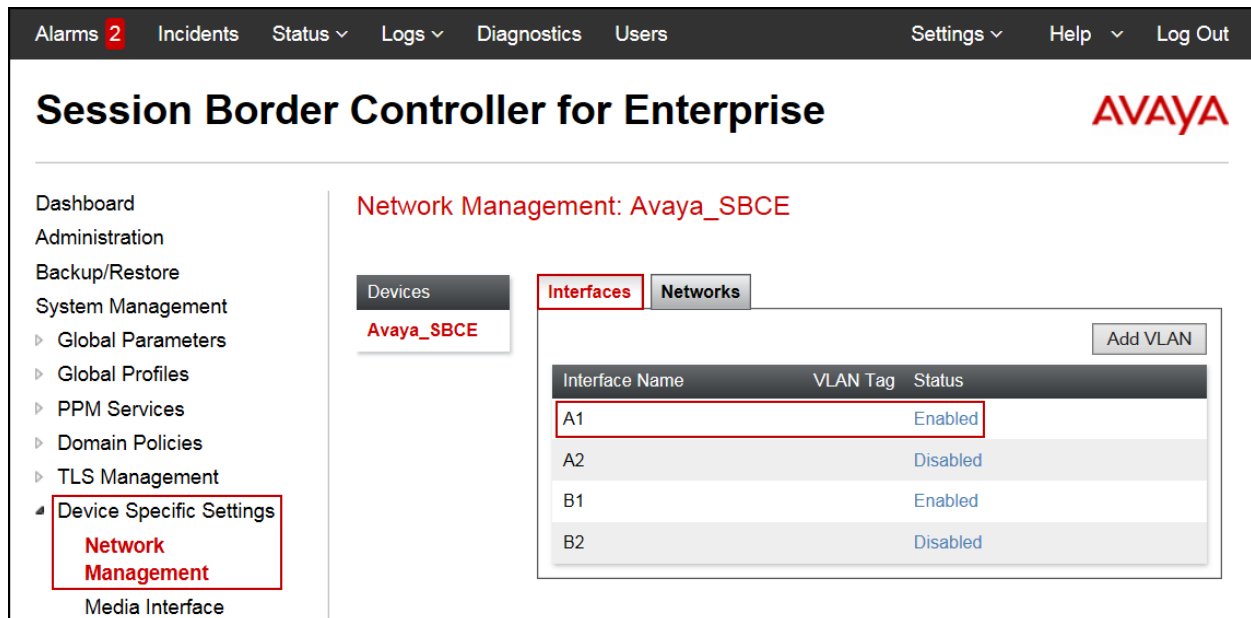 Alarms 2 Incidents Status Logs Diagnostics Users Settings Help Log Out
Session Border Controller for Enterprise
AVAYA
Dashboard
Administration
Backup/Restore
System Management
Global Parameters
Global Profiles
PPM Services
Domain Policies
TLS Management
Device Specific Settings
Network
Management
Media Interface
Network Management: Avaya_SBCE
Devices
Avaya_SBCE
Interfaces Networks
Add VLAN
Interface Name VLAN Tag Status
A1 Enabled
A2 Disabled
B1 Enabled
B2 Disabled